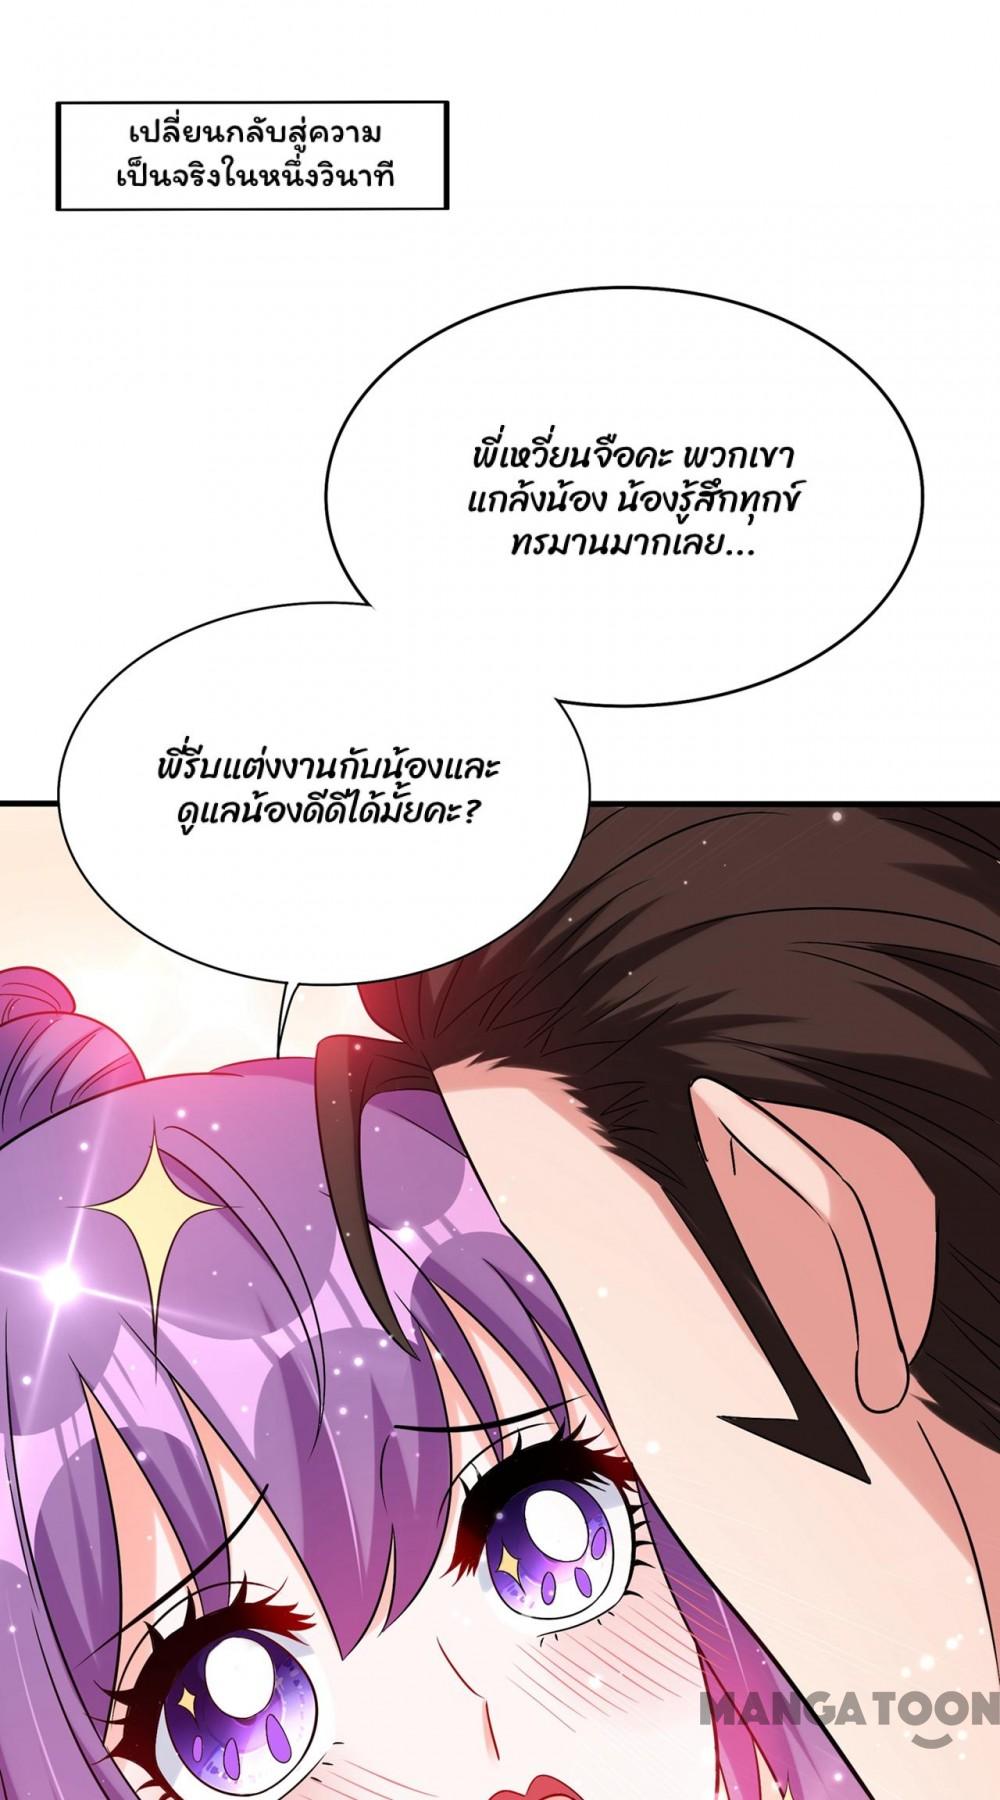 เปลี่ยนกลับสู่ความ
เป็นจริงในหนึ่งวินาที
พี่เหวี่ยนจือคะ พวกเขา
แกล้งน้อง น้องรู้สึกทุกข์
ทรมานมากเลย...
พี่รีบแต่งงานกับน้องและ
ดูแลน้องดีดีได้มั้ยคะ?
MANGATOON